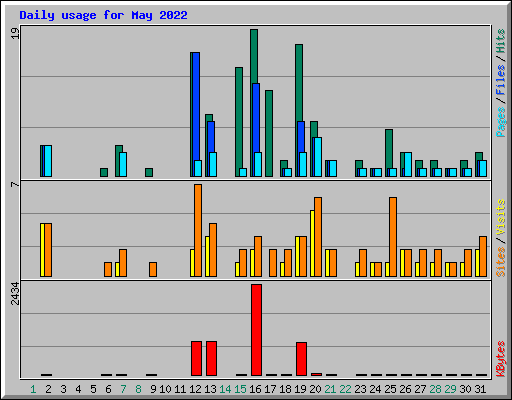 Daily usage for May 2022
19
7
2434
Pages / Files / Hits
Sites / Visits
KBytes
1 2 3 4 5 6 7 8 9 10 11 12 13 14 15 16 17 18 19 20 21 22 23 24 25 26 27 28 29 30 31